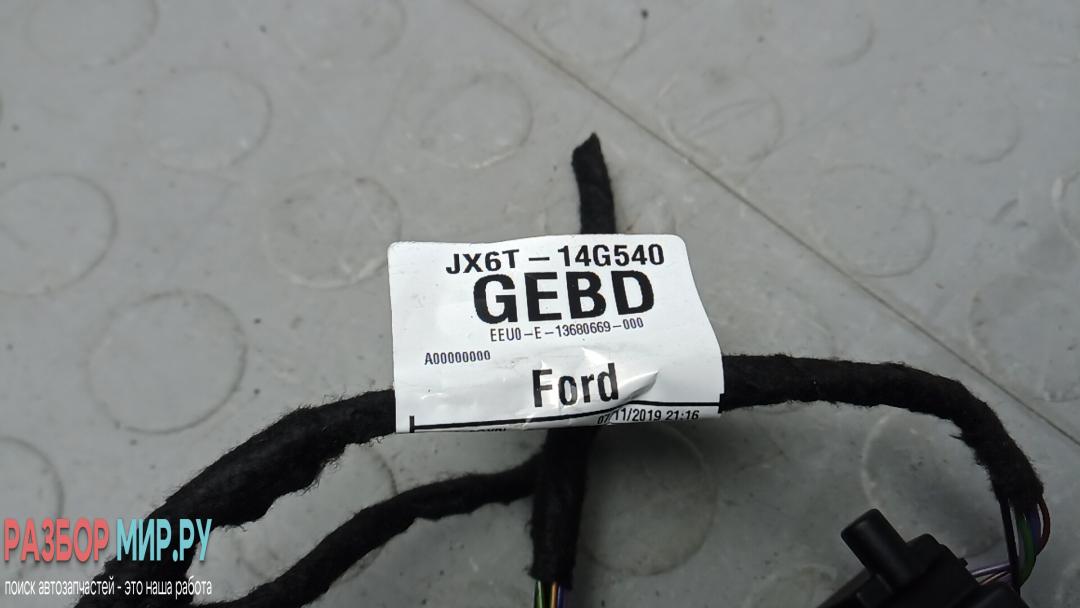 JX6T-14G540
GEBD
EEU0-E-13680669-000
A00000000
Ford
07/11/2019 21:16
РАЗБОР МИР.РУ
поиск автозапчастей - это наша работа